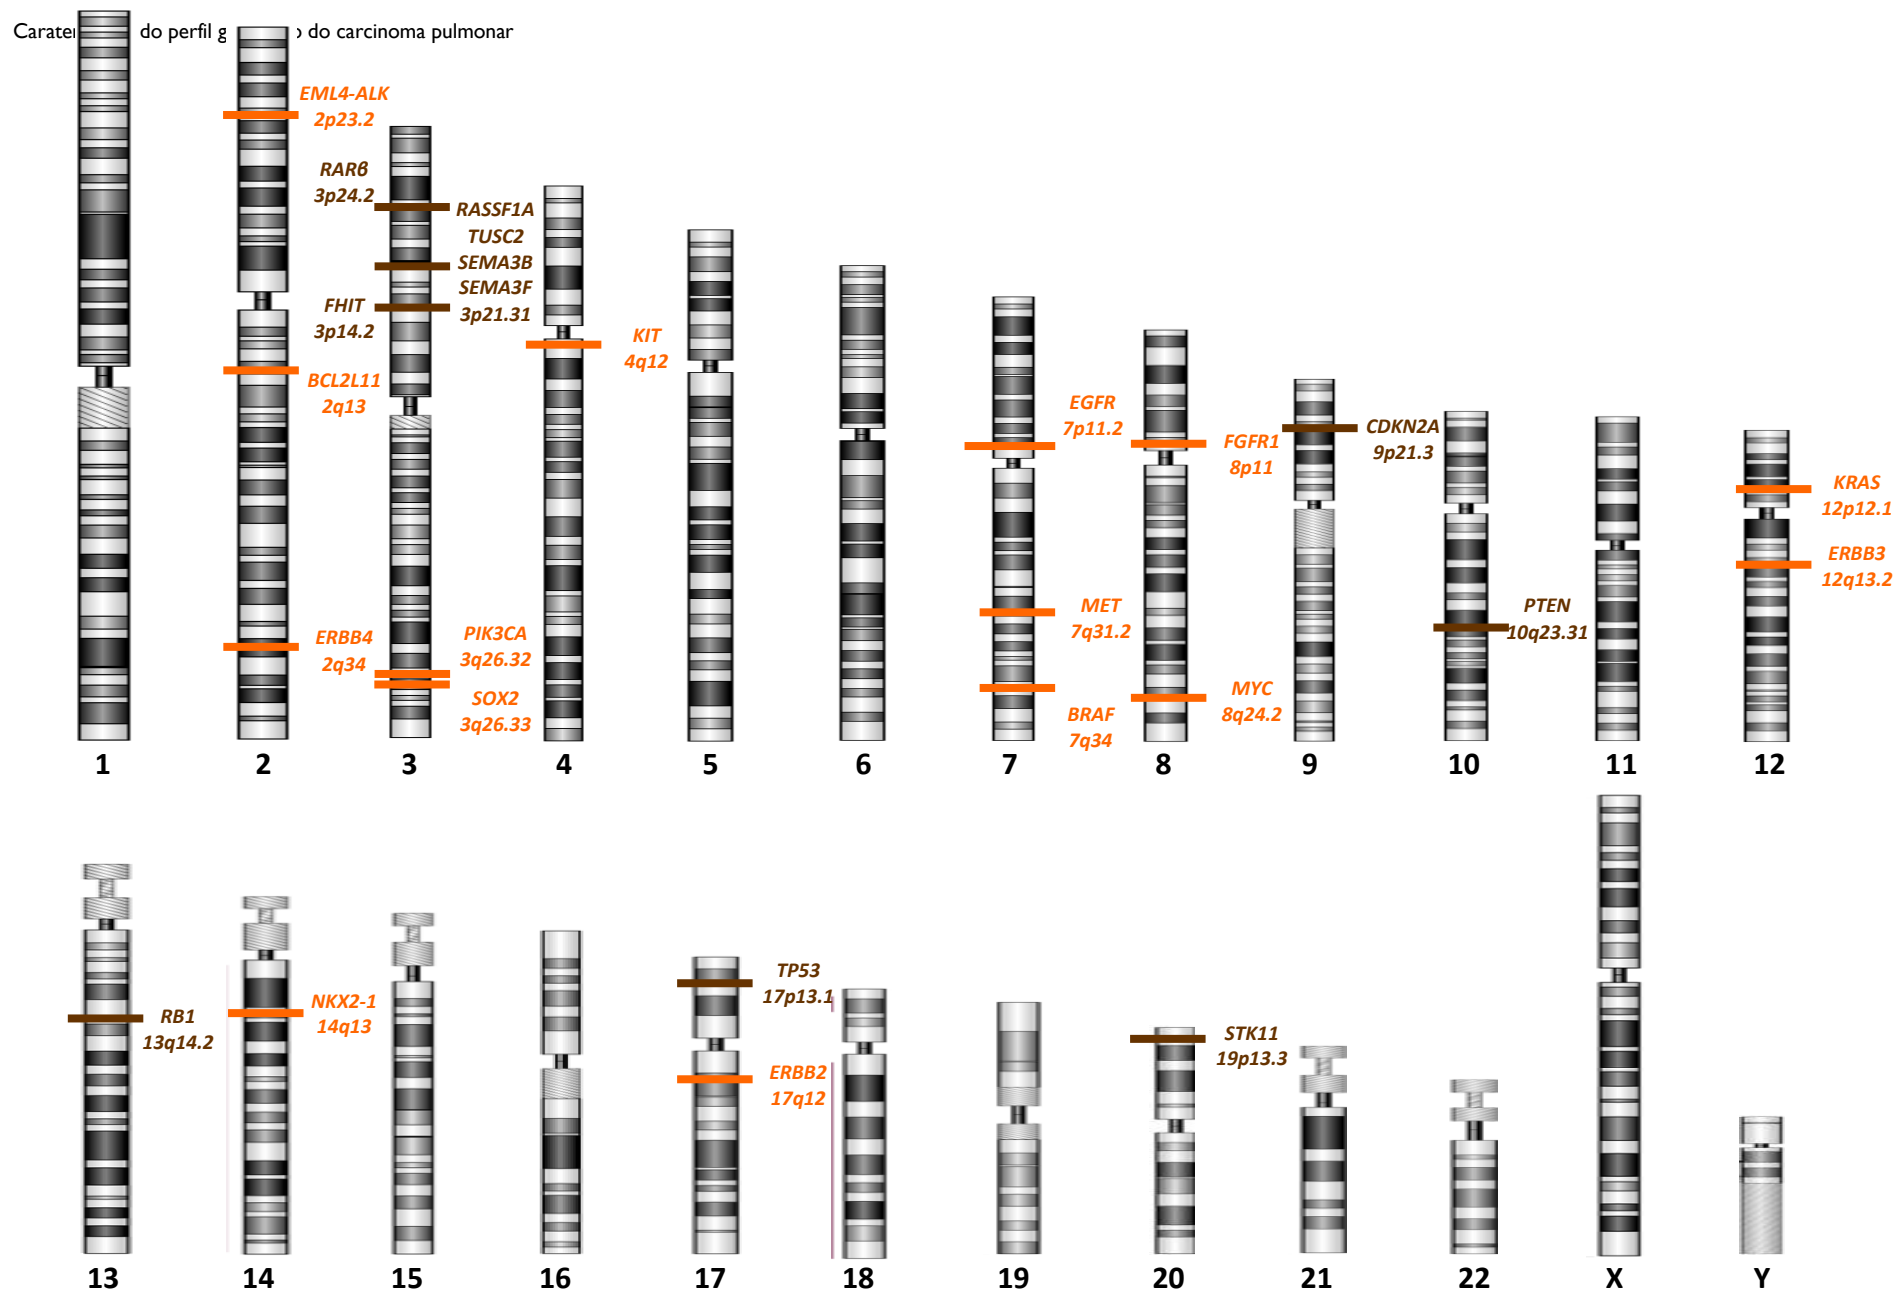 do perfil do carcinoma pulmonar
EML4-ALK
2p23.2
RARβ
3p24.2
RASSF1A
TUSC2
SEMA3B
SEMA3F
3p21.31
FHIT
3p14.2
BCL2L11
2q13
KIT
4q12
EGFR
7p11.2
FGFR1
8p11
CDKN2A
9p21.3
KRAS
12p12.1
ERBB3
12q13.2
ERBB4
2q34
PIK3CA
3q26.32
SOX2
3q26.33
MET
7q31.2
BRAF
7q34
MYC
8q24.2
PTEN
10q23.31
1 2 3 4 5 6 7 8 9 10 11 12
RB1
13q14.2
NKX2-1
14q13
TP53
17p13.1
ERBB2
17q12
STK11
19p13.3
13 14 15 16 17 18 19 20 21 22 X Y